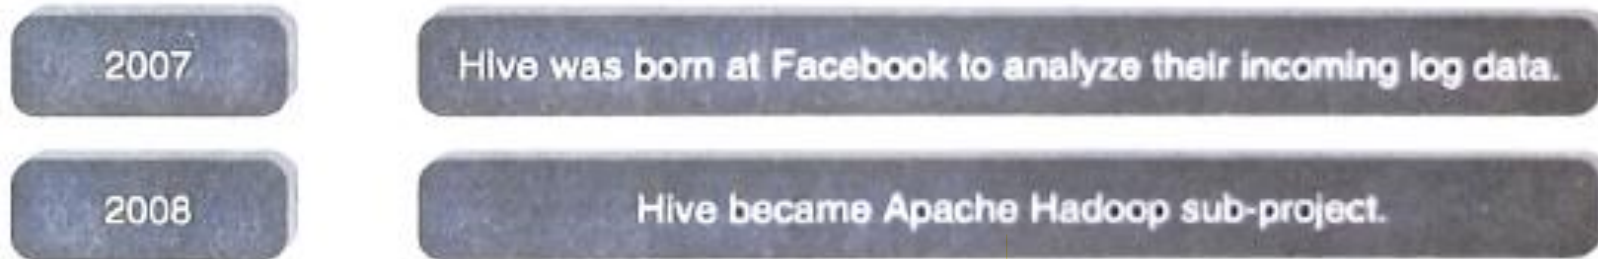 2007
Hive was born at Facebook to analyze their incoming log data.
2008
Hive became Apache Hadoop sub-project.